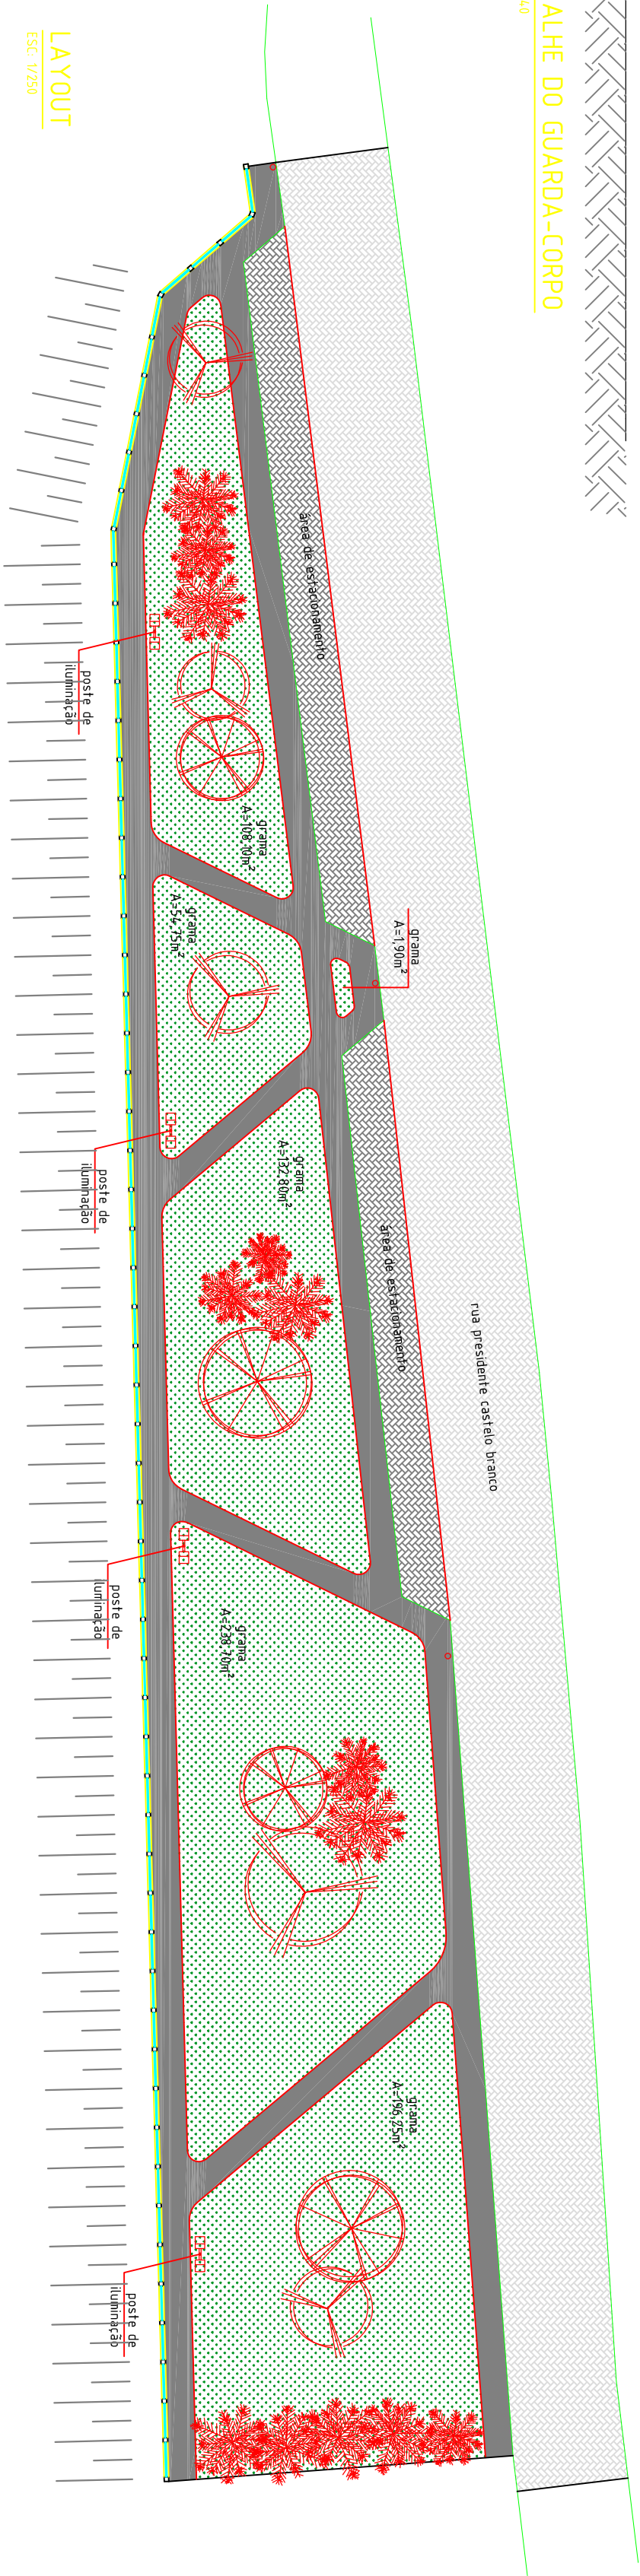 ALHE DO GUARDA-CORPO
40
LAYOUT
ESC: 1/250
área de estacionamento
poste de
iluminação
grama
A=108,10m²
grama
A=54,75m²
grama
A=1,90m²
poste de
iluminação
grama
A=132,80m²
área de estacionamento
rua presidente castelo branco
poste de
iluminação
grama
A=238,70m²
grama
A=196,25m²
poste de
iluminação